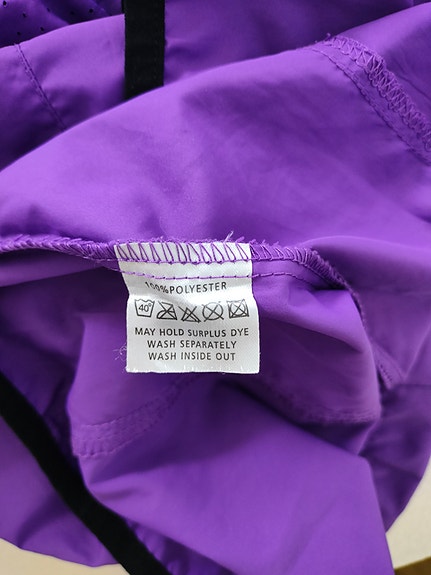 100%POLYESTER
40°
MAY HOLD SURPLUS DYE
WASH SEPARATELY
WASH INSIDE OUT